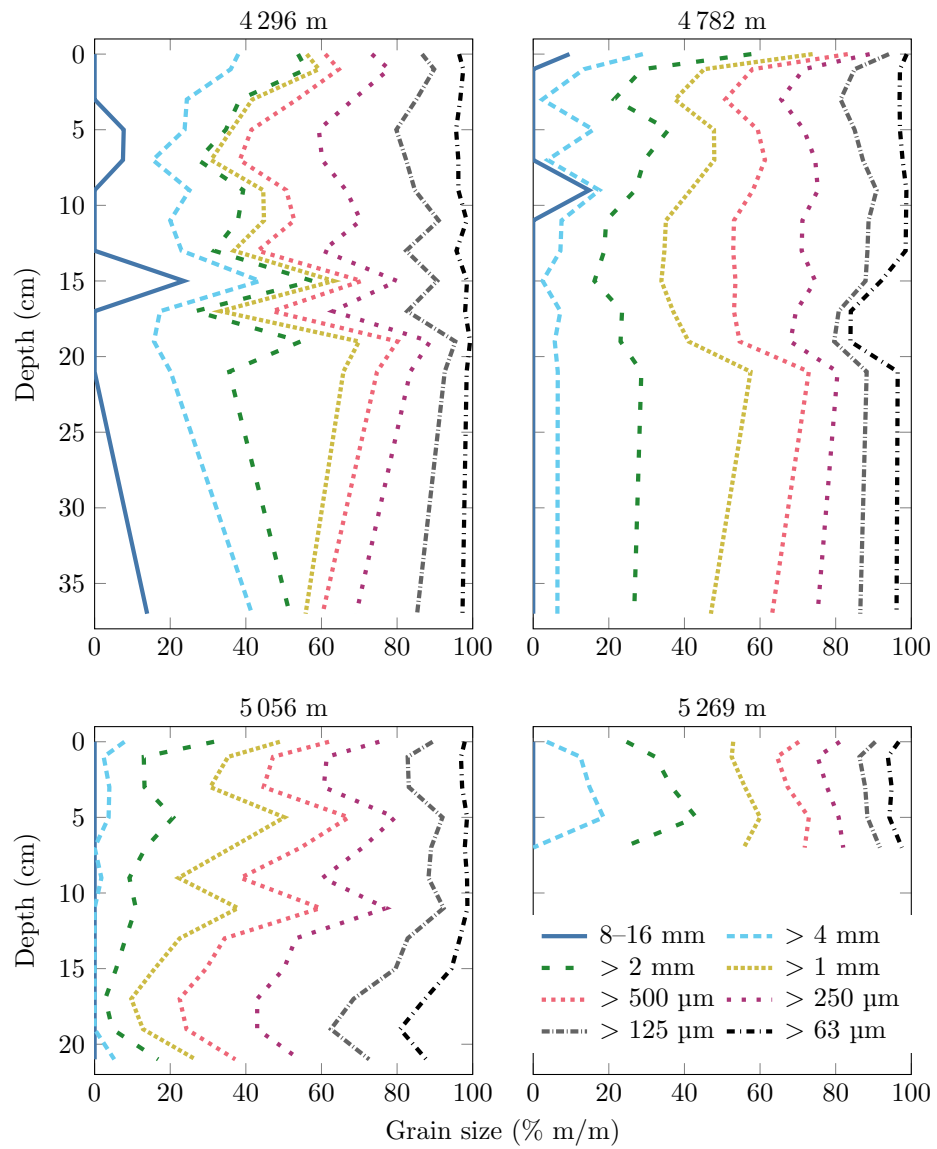 4 296 m
4 782 m
0
5
10
15
20
25
30
35
Depth (cm)
0 20 40 60 80 100
0 20 40 60 80 100
5 056 m
5 269 m
0
5
10
15
20
Depth (cm)
8–16 mm
> 4 mm
> 2 mm
> 1 mm
> 500 µm
> 250 µm
> 125 µm
> 63 µm
0 20 40 60 80 100
0 20 40 60 80 100
Grain size (% m/m)